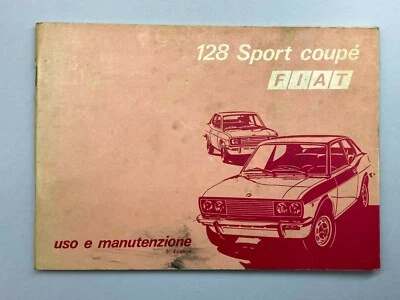 128 Sport coupé
FIAT
uso e manutenzione